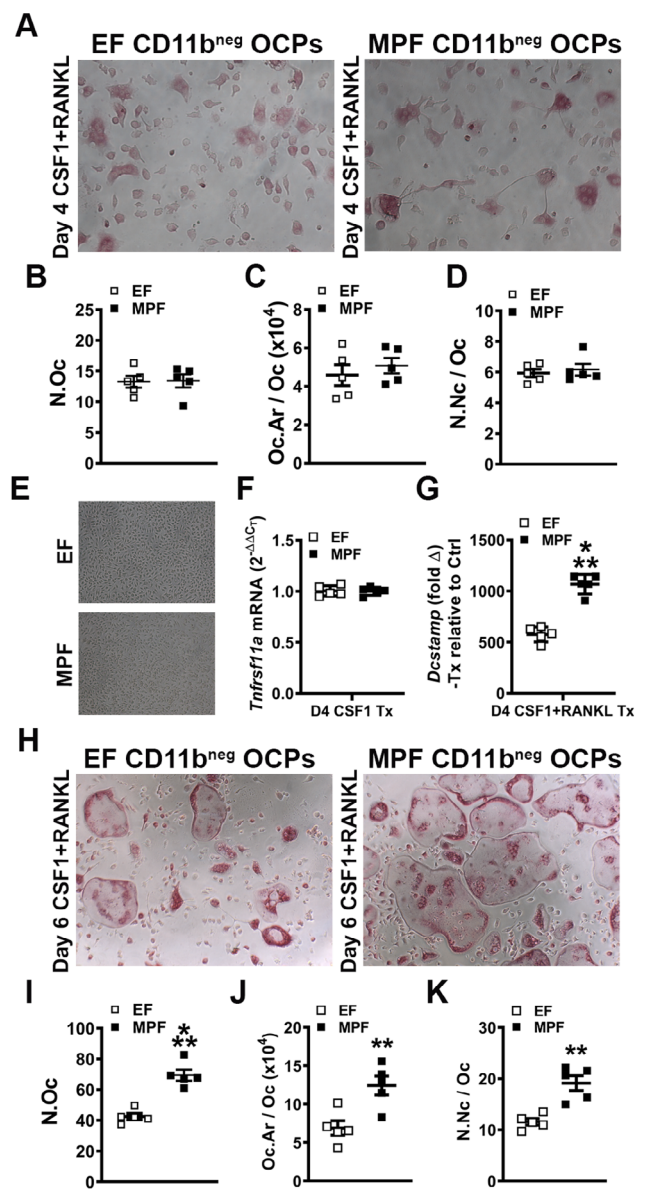 A
EF CD11bneg OCPs
MPF CD11bneg OCPs
Day 4 CSF1+RANKL
Day 4 CSF1+RANKL
B
EF
MPF
N.Oc
25
20
15
10
5
0
C
EF
MPF
Oc.Ar / Oc (x10⁴)
8
6
4
2
0
D
EF
MPF
N.Nc / Oc
10
8
6
4
2
0
E
EF
MPF
F
EF
MPF
Tnfrsf11a mRNA (2-ΔΔCT)
1.5
1.0
0.5
0.0
D4 CSF1 Tx
G
EF
MPF
Dcstamp (fold Δ)
-Tx relative to Ctrl
1500
1000
500
0
*
**
D4 CSF1+RANKL Tx
H
EF CD11bneg OCPs
MPF CD11bneg OCPs
Day 6 CSF1+RANKL
Day 6 CSF1+RANKL
I
EF
MPF
N.Oc
100
80
60
40
20
0
*
**
J
EF
MPF
Oc.Ar / Oc (x10⁴)
20
15
10
5
0
**
K
EF
MPF
N.Nc / Oc
30
20
10
0
**